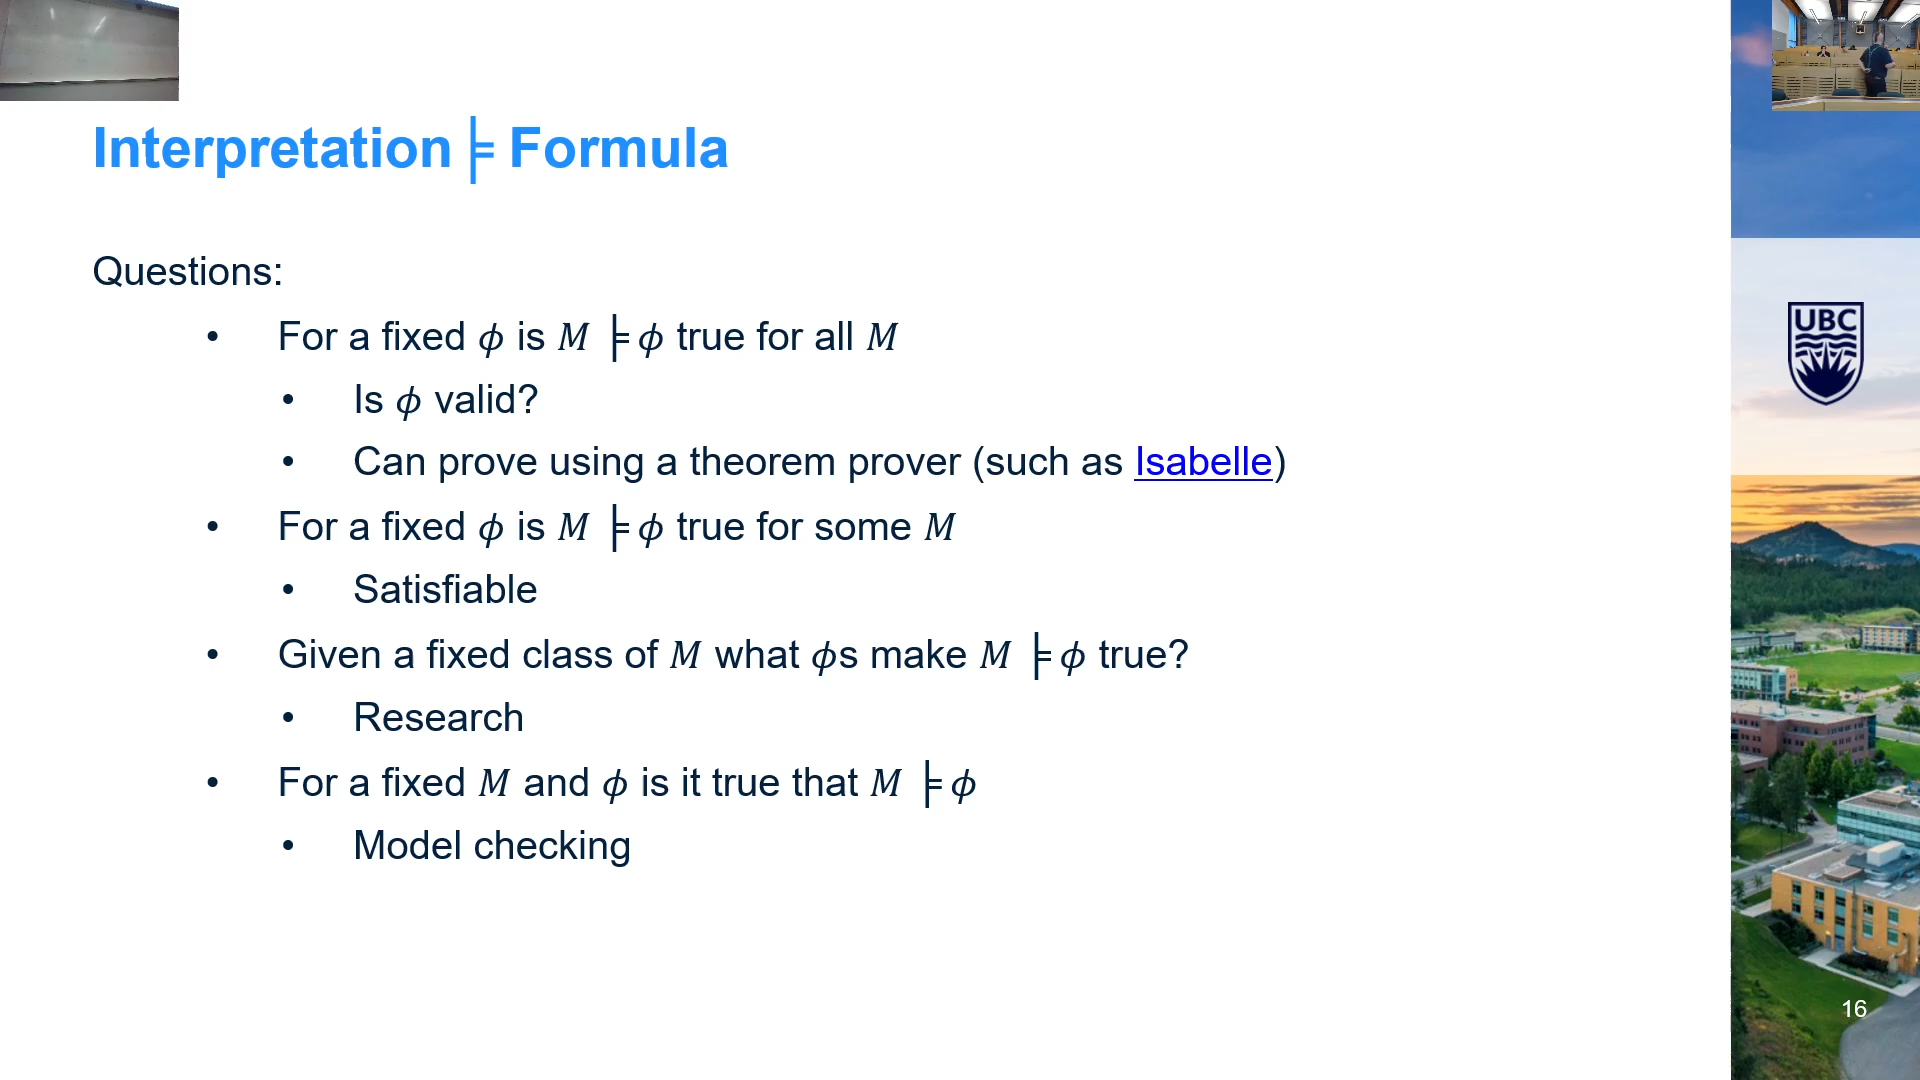 Interpretation ⊨ Formula
Questions:
• For a fixed ϕ is M ⊨ ϕ true for all M
• Is ϕ valid?
• Can prove using a theorem prover (such as Isabelle)
• For a fixed ϕ is M ⊨ ϕ true for some M
• Satisfiable
• Given a fixed class of M what ϕs make M ⊨ ϕ true?
• Research
• For a fixed M and ϕ is it true that M ⊨ ϕ
• Model checking
UBC
16